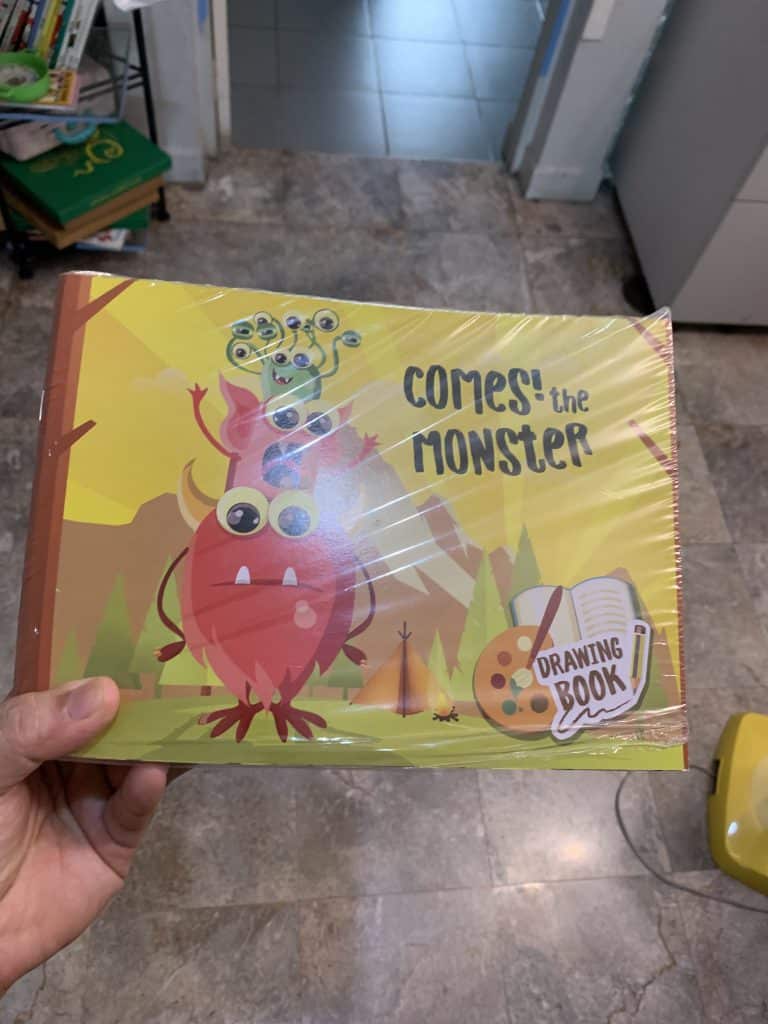 COMES! the
MONSTER
DRAWING
BOOK